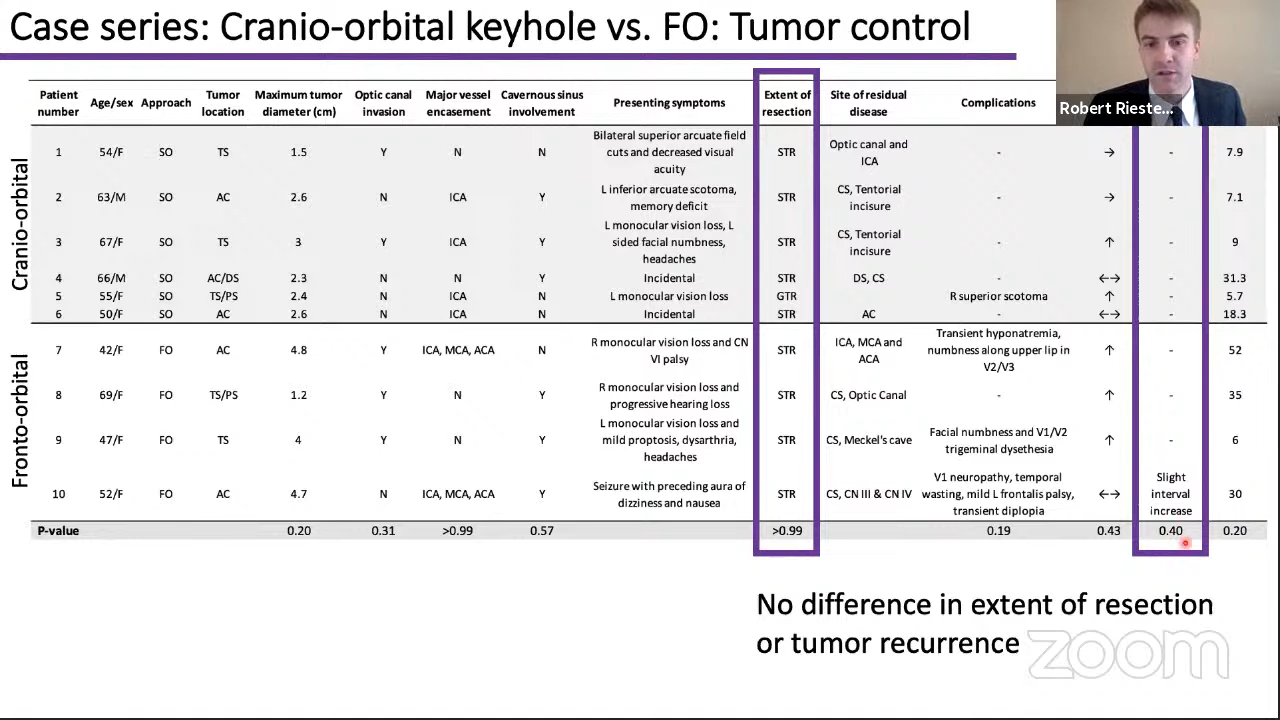 Case series: Cranio-orbital keyhole vs. FO: Tumor control
Robert Rieste...
Patient number Age/sex Approach Tumor location Maximum tumor diameter (cm) Optic canal invasion Major vessel encasement Cavernous sinus involvement Presenting symptoms Extent of resection Site of residual disease Complications
Cranio-orbital
1 54/F SO TS 1.5 Y N N Bilateral superior arcuate field cuts and decreased visual acuity STR Optic canal and ICA - → - 7.9
2 63/M SO AC 2.6 N ICA Y L inferior arcuate scotoma, memory deficit STR CS, Tentorial incisure - → - 7.1
3 67/F SO TS 3 Y ICA Y L monocular vision loss, L sided facial numbness, headaches STR CS, Tentorial incisure - ↑ - 9
4 66/M SO AC/DS 2.3 N N Y Incidental STR DS, CS - ←→ - 31.3
5 55/F SO TS/PS 2.4 N ICA N L monocular vision loss GTR R superior scotoma ↑ - 5.7
6 50/F SO AC 2.6 N ICA N Incidental STR AC - ←→ - 18.3
Fronto-orbital
7 42/F FO AC 4.8 Y ICA, MCA, ACA N R monocular vision loss and CN VI palsy STR ICA, MCA and ACA Transient hyponatremia, numbness along upper lip in V2/V3 ↑ - 52
8 69/F FO TS/PS 1.2 Y N Y R monocular vision loss and progressive hearing loss STR CS, Optic Canal - ↑ - 35
9 47/F FO TS 4 Y N Y L monocular vision loss and mild proptosis, dysarthria, headaches STR CS, Meckel's cave Facial numbness and V1/V2 trigeminal dysethesia ↑ - 6
10 52/F FO AC 4.7 N ICA, MCA, ACA Y Seizure with preceding aura of dizziness and nausea STR CS, CN III & CN IV V1 neuropathy, temporal wasting, mild L frontalis palsy, transient diplopia ←→ Slight interval increase 30
P-value 0.20 0.31 >0.99 0.57 >0.99 0.19 0.43 0.40 0.20
No difference in extent of resection
or tumor recurrence
zoom